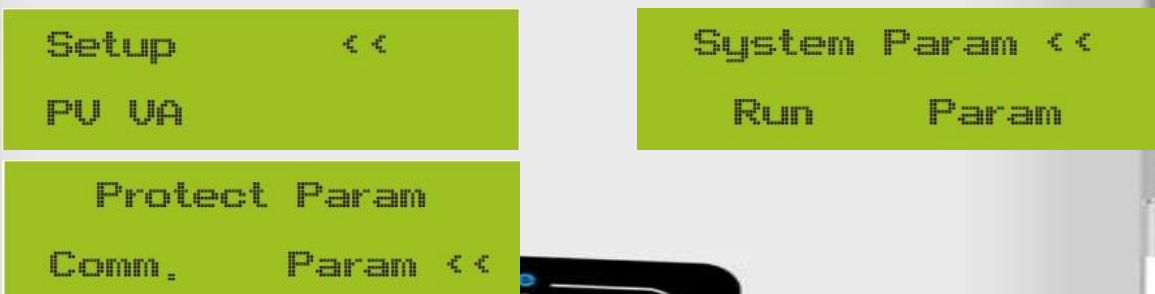 Setup <<
PV VA
System Param <<
Run Param
Protect Param
Comm. Param <<